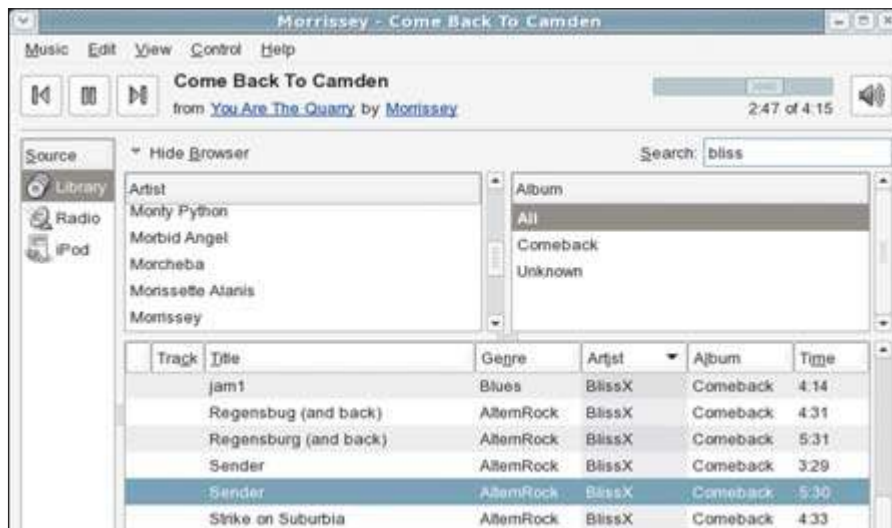 Morrissey - Come Back To Camden
Music Edit View Control Help
Come Back To Camden
from You Are The Quarry by Morrissey
2:47 of 4:15
Source
Library
Radio
iPod
Hide Browser
Search: bliss
Artist
Monty Python
Morbid Angel
Morcheba
Morissette Alanis
Morrissey
Album
All
Comeback
Unknown
Track Title Genre Artist Album Time
jam1 Blues BlissX Comeback 4:14
Regensbug (and back) AlternRock BlissX Comeback 4:31
Regensburg (and back) AlternRock BlissX Comeback 5:31
Sender AlternRock BlissX Comeback 3:29
Sender AlternRock BlissX Comeback 5:30
Strike on Suburbia AlternRock BlissX Comeback 4:33